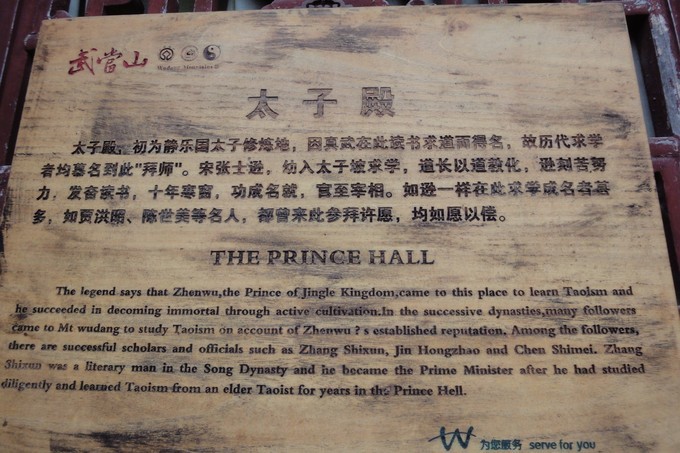 武當山
Wudang Mountains
太子殿
太子殿，初为静乐国太子修炼地，因真武在此读书求道而得名，故历代求学
者均慕名到此"拜师"。宋张士逊，幼入太子坡求学，道长以道教化，逊刻苦努
力，发奋读书，十年寒窗，功成名就，官至宰相。如逊一样在此求学成名者甚
多，如贾洪照、陈世美等名人，都曾来此参拜许愿，均如愿以偿。
THE PRINCE HALL
The legend says that Zhenwu,the Prince of Jingle Kingdom,came to this place to learn Taoism and
he succeeded in decoming immortal through active cultivation.In the successive dynasties,many followers
came to Mt wudang to study Taoism on account of Zhenwu ? s established reputation. Among the followers,
there are successful scholars and officials such as Zhang Shixun, Jin Hongzhao and Chen Shimei. Zhang
Shixun was a literary man in the Song Dynasty and he became the Prime Minister after he had studied
diligently and learned Taoism from an elder Taoist for years in the Prince Hell.
为您服务 serve for you